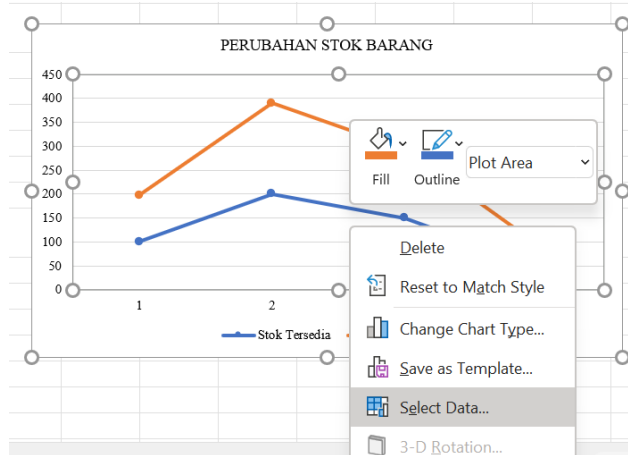 PERUBAHAN STOK BARANG
450
400
350
300
250
200
150
100
50
0
1
2
Stok Tersedia
Fill
Outline
Plot Area
Delete
Reset to Match Style
Change Chart Type...
Save as Template...
Select Data...
3-D Rotation...